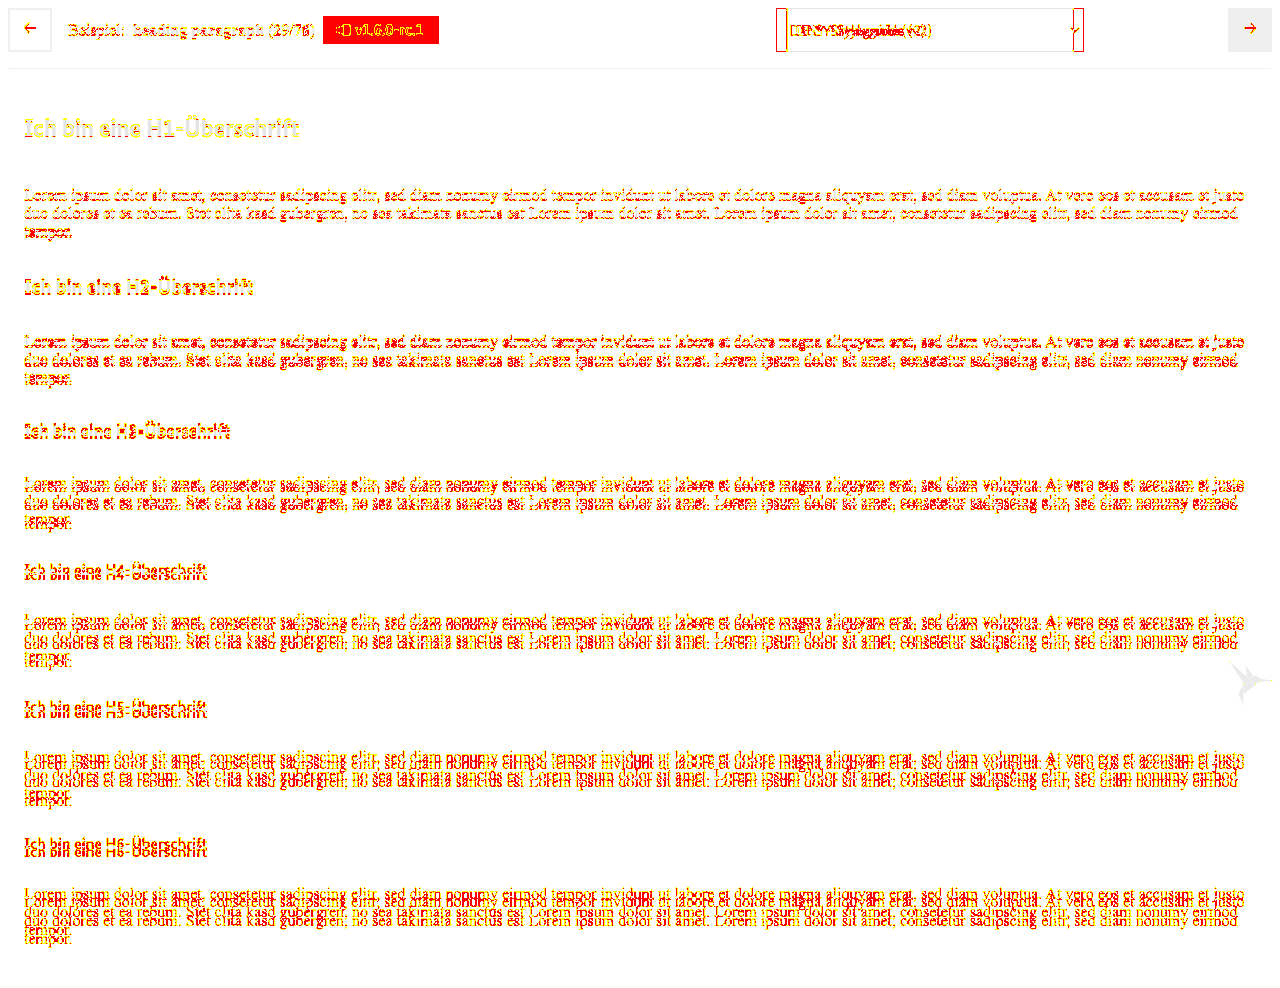 Beispiel: Leading paragraph (29/76) v1.6.0-rc.1
Ich bin eine H1-Überschrift
Lorem ipsum dolor sit amet, consetetur sadipscing elitr, sed diam nonumy eirmod tempor invidunt ut labore et dolore magna aliquyam erat, sed diam voluptua. At vero eos et accusam et justo
duo dolores et ea rebum. Stet clita kasd gubergren, no sea takimata sanctus est Lorem ipsum dolor sit amet. Lorem ipsum dolor sit amet, consetetur sadipscing elitr, sed diam nonumy eirmod
tempor.
Ich bin eine H2-Überschrift
Lorem ipsum dolor sit amet, consetetur sadipscing elitr, sed diam nonumy eirmod tempor invidunt ut labore et dolore magna aliquyam erat, sed diam voluptua. At vero eos et accusam et justo
duo dolores et ea rebum. Stet clita kasd gubergren, no sea takimata sanctus est Lorem ipsum dolor sit amet. Lorem ipsum dolor sit amet, consetetur sadipscing elitr, sed diam nonumy eirmod
tempor.
Ich bin eine H3-Überschrift
Lorem ipsum dolor sit amet, consetetur sadipscing elitr, sed diam nonumy eirmod tempor invidunt ut labore et dolore magna aliquyam erat, sed diam voluptua. At vero eos et accusam et justo
duo dolores et ea rebum. Stet clita kasd gubergren, no sea takimata sanctus est Lorem ipsum dolor sit amet. Lorem ipsum dolor sit amet, consetetur sadipscing elitr, sed diam nonumy eirmod
tempor.
Ich bin eine H4-Überschrift
Lorem ipsum dolor sit amet, consetetur sadipscing elitr, sed diam nonumy eirmod tempor invidunt ut labore et dolore magna aliquyam erat, sed diam voluptua. At vero eos et accusam et justo
duo dolores et ea rebum. Stet clita kasd gubergren, no sea takimata sanctus est Lorem ipsum dolor sit amet. Lorem ipsum dolor sit amet, consetetur sadipscing elitr, sed diam nonumy eirmod
tempor.
Ich bin eine H5-Überschrift
Lorem ipsum dolor sit amet, consetetur sadipscing elitr, sed diam nonumy eirmod tempor invidunt ut labore et dolore magna aliquyam erat, sed diam voluptua. At vero eos et accusam et justo
duo dolores et ea rebum. Stet clita kasd gubergren, no sea takimata sanctus est Lorem ipsum dolor sit amet. Lorem ipsum dolor sit amet, consetetur sadipscing elitr, sed diam nonumy eirmod
tempor.
Ich bin eine H6-Überschrift
Lorem ipsum dolor sit amet, consetetur sadipscing elitr, sed diam nonumy eirmod tempor invidunt ut labore et dolore magna aliquyam erat, sed diam voluptua. At vero eos et accusam et justo
duo dolores et ea rebum. Stet clita kasd gubergren, no sea takimata sanctus est Lorem ipsum dolor sit amet. Lorem ipsum dolor sit amet, consetetur sadipscing elitr, sed diam nonumy eirmod
tempor.